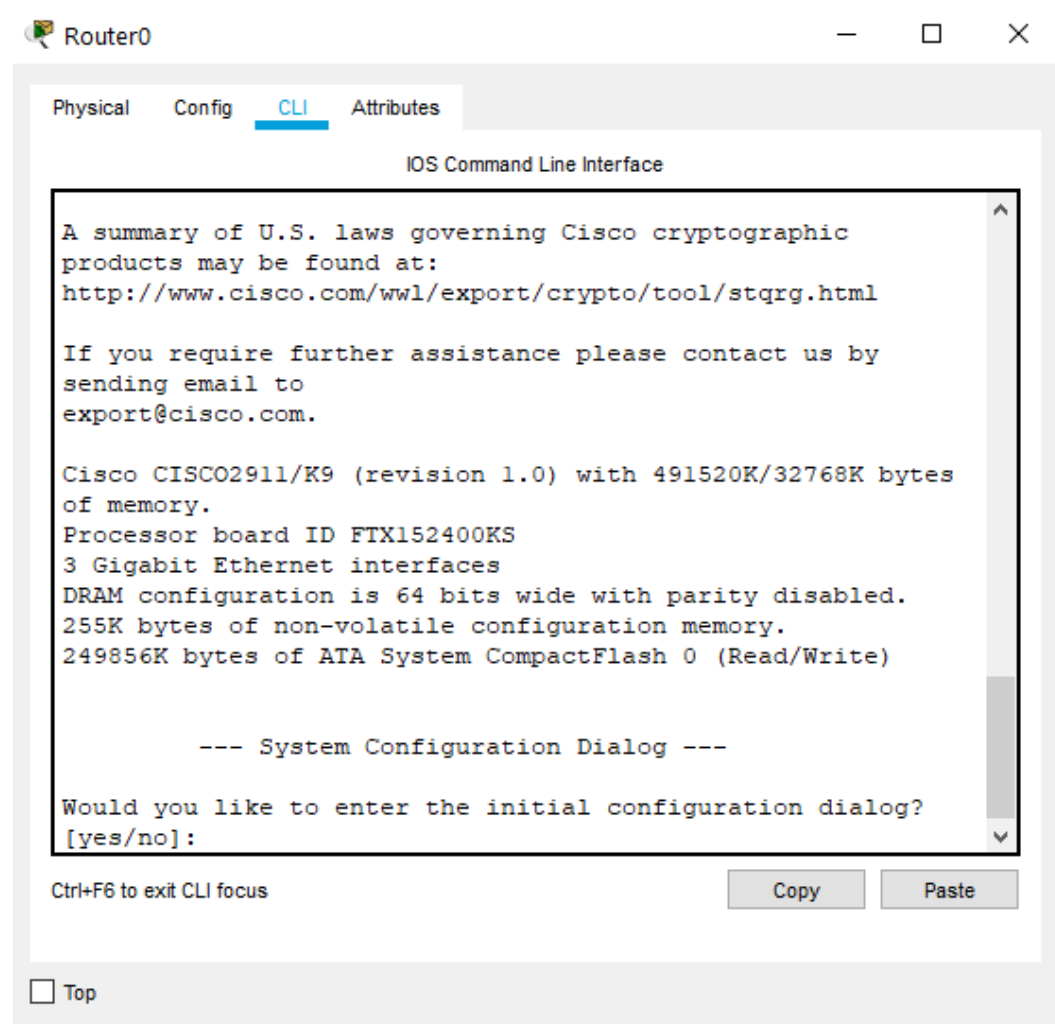 Router0
Physical Config CLI Attributes
IOS Command Line Interface
A summary of U.S. laws governing Cisco cryptographic
products may be found at:
http://www.cisco.com/wwl/export/crypto/tool/stqrg.html
If you require further assistance please contact us by
sending email to
export@cisco.com.
Cisco CISCO2911/K9 (revision 1.0) with 491520K/32768K bytes
of memory.
Processor board ID FTX152400KS
3 Gigabit Ethernet interfaces
DRAM configuration is 64 bits wide with parity disabled.
255K bytes of non-volatile configuration memory.
249856K bytes of ATA System CompactFlash 0 (Read/Write)
--- System Configuration Dialog ---
Would you like to enter the initial configuration dialog?
[yes/no]:
Ctrl+F6 to exit CLI focus
Copy Paste
Top